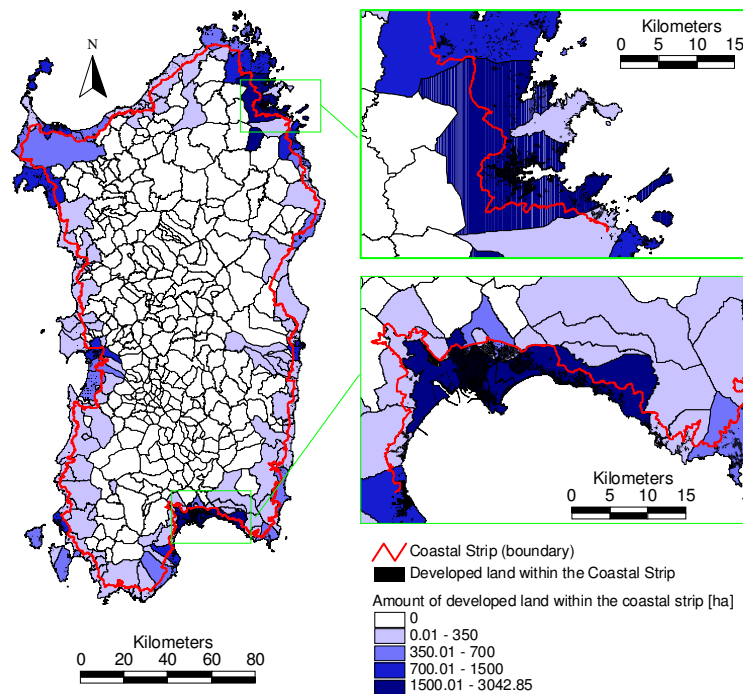 N
Kilometers
0 5 10 15
Kilometers
0 5 10 15
Kilometers
0 20 40 60 80
Coastal Strip (boundary)
Developed land within the Coastal Strip
Amount of developed land within the coastal strip [ha]
0
0.01 - 350
350.01 - 700
700.01 - 1500
1500.01 - 3042.85